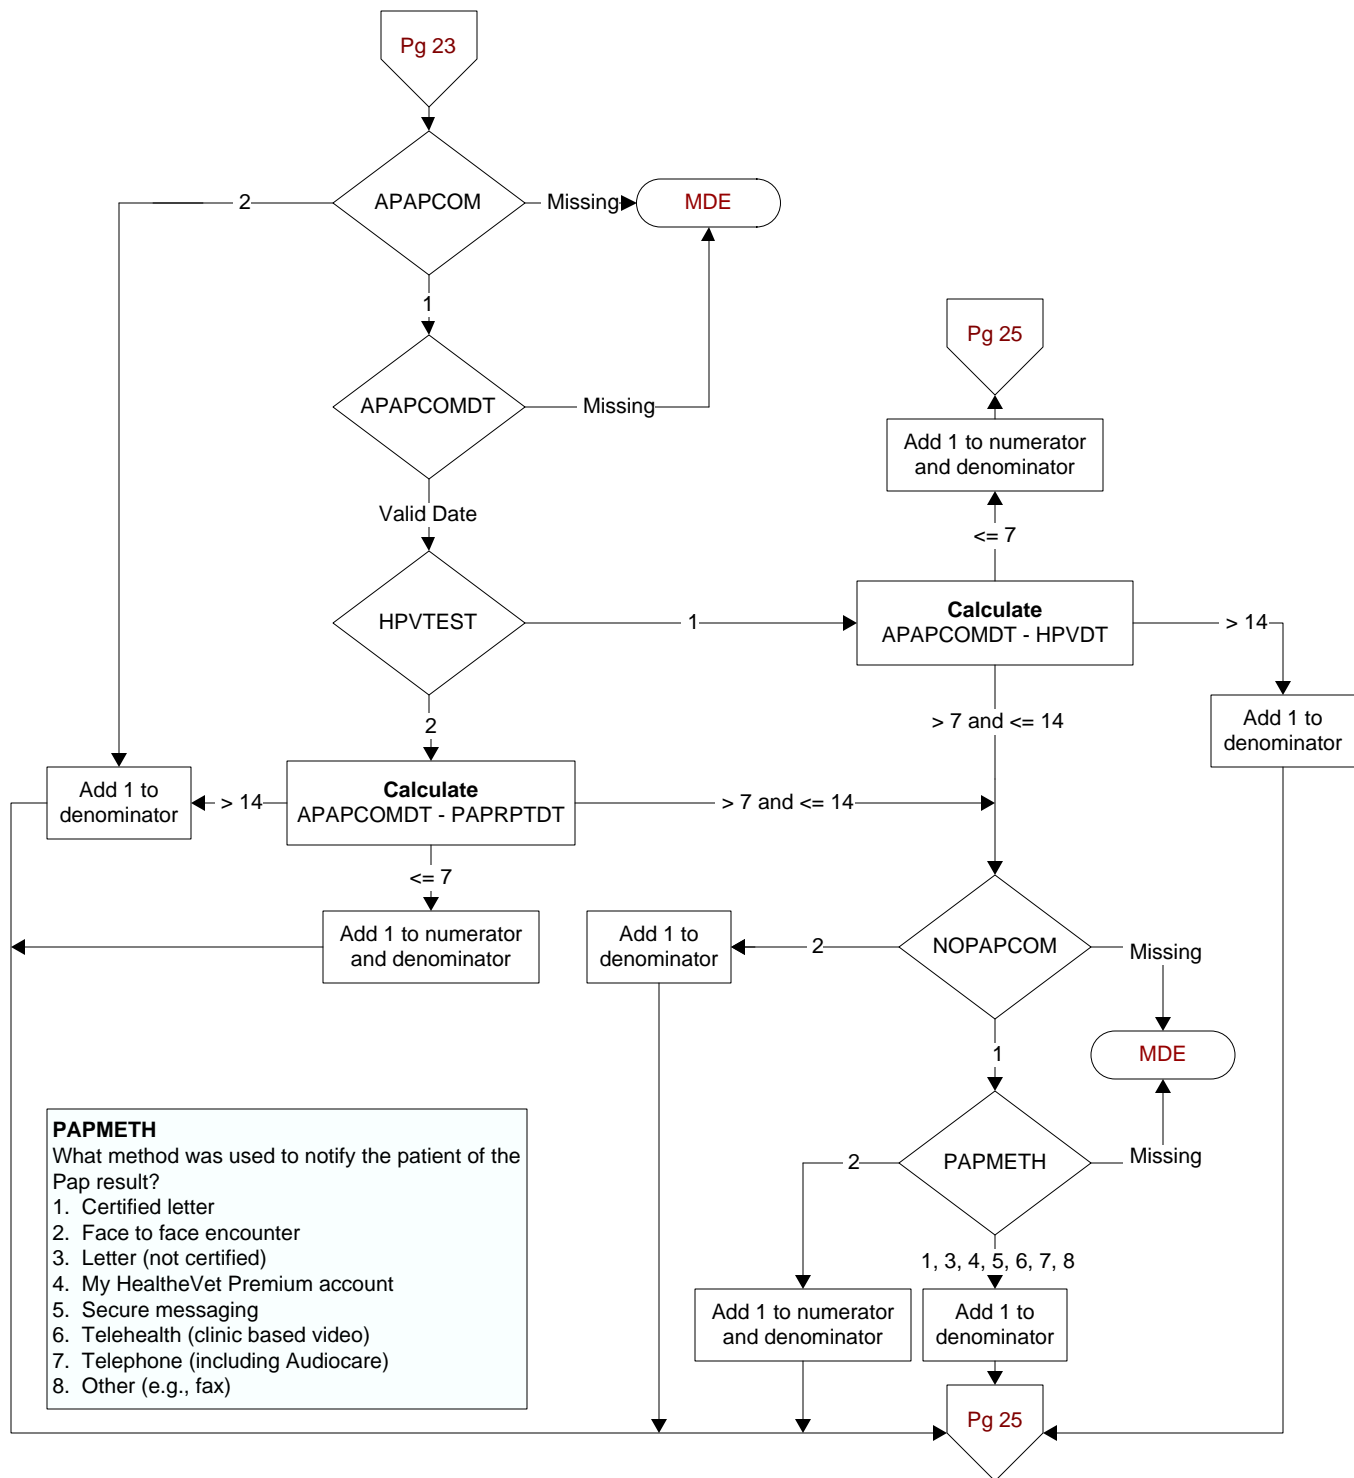 Pg 23
APAPCOM
2
Missing
MDE
1
Pg 25
APAPCOMDT
Missing
Add 1 to numerator
and denominator
Valid Date
<= 7
HPVTEST
1
Calculate
APAPCOMDT - HPVDT
> 14
2
> 7 and <= 14
Add 1 to
denominator
Add 1 to
denominator
> 14
Calculate
APAPCOMDT - PAPRPTDT
> 7 and <= 14
<= 7
Add 1 to numerator
and denominator
Add 1 to
denominator
2
NOPAPCOM
Missing
1
MDE
PAPMETH
What method was used to notify the patient of the
Pap result?
1. Certified letter
2. Face to face encounter
3. Letter (not certified)
4. My HealtheVet Premium account
5. Secure messaging
6. Telehealth (clinic based video)
7. Telephone (including Audiocare)
8. Other (e.g., fax)
2
PAPMETH
Missing
1, 3, 4, 5, 6, 7, 8
Add 1 to numerator
and denominator
Add 1 to
denominator
Pg 25